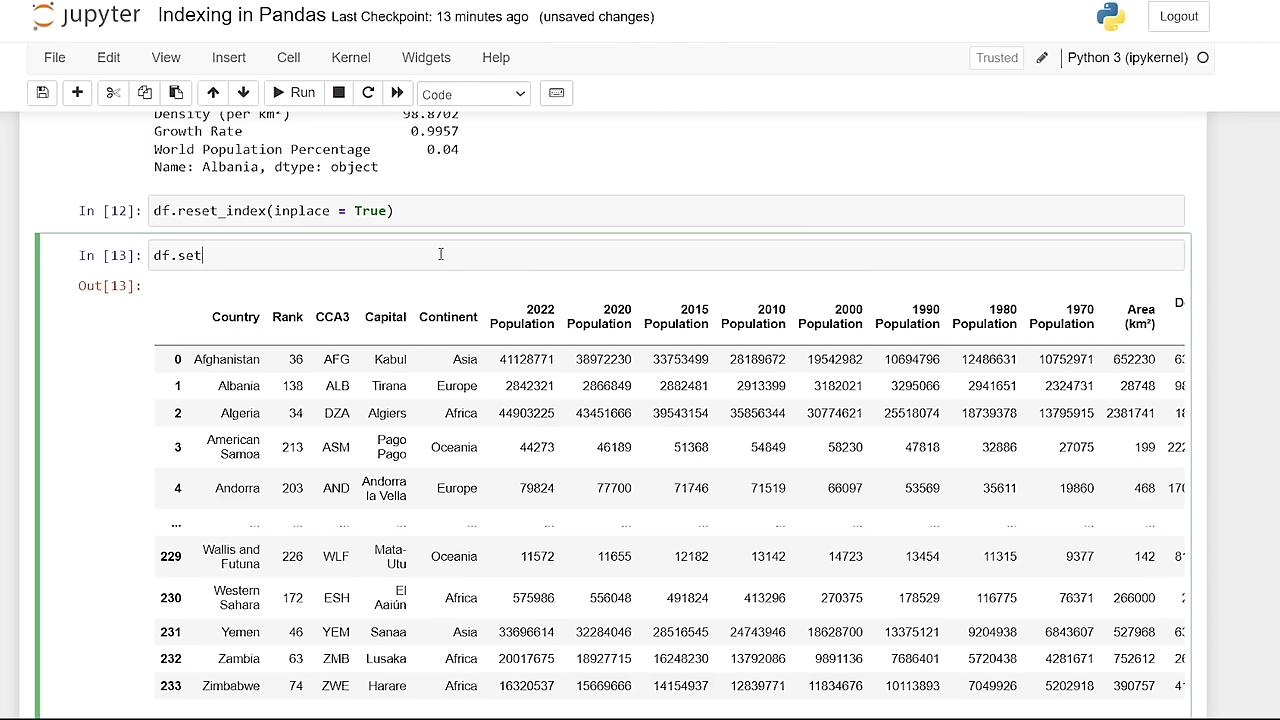 jupyter Indexing in Pandas Last Checkpoint: 13 minutes ago (unsaved changes) Logout
File Edit View Insert Cell Kernel Widgets Help Trusted Python 3 (ipykernel)
Run Code
Density (per km²) 98.8702
Growth Rate 0.9957
World Population Percentage 0.04
Name: Albania, dtype: object
In [12]: df.reset_index(inplace = True)
In [13]: df.set
Out[13]:
Country Rank CCA3 Capital Continent 2022 Population 2020 Population 2015 Population 2010 Population 2000 Population 1990 Population 1980 Population 1970 Population Area (km²)
0 Afghanistan 36 AFG Kabul Asia 41128771 38972230 33753499 28189672 19542982 10694796 12486631 10752971 652230
1 Albania 138 ALB Tirana Europe 2842321 2866849 2882481 2913399 3182021 3295066 2941651 2324731 28748
2 Algeria 34 DZA Algiers Africa 44903225 43451666 39543154 35856344 30774621 25518074 18739378 13795915 2381741
3 American Samoa 213 ASM Pago Pago Oceania 44273 46189 51368 54849 58230 47818 32886 27075 199
4 Andorra 203 AND Andorra la Vella Europe 79824 77700 71746 71519 66097 53569 35611 19860 468
... ... ... ... ... ... ... ... ... ... ... ... ... ... ...
229 Wallis and Futuna 226 WLF Mata-Utu Oceania 11572 11655 12182 13142 14723 13454 11315 9377 142
230 Western Sahara 172 ESH El Aaiún Africa 575986 556048 491824 413296 270375 178529 116775 76371 266000
231 Yemen 46 YEM Sanaa Asia 33696614 32284046 28516545 24743946 18628700 13375121 9204938 6843607 527968
232 Zambia 63 ZMB Lusaka Africa 20017675 18927715 16248230 13792086 9891136 7686401 5720438 4281671 752612
233 Zimbabwe 74 ZWE Harare Africa 16320537 15669666 14154937 12839771 11834676 10113893 7049926 5202918 390757